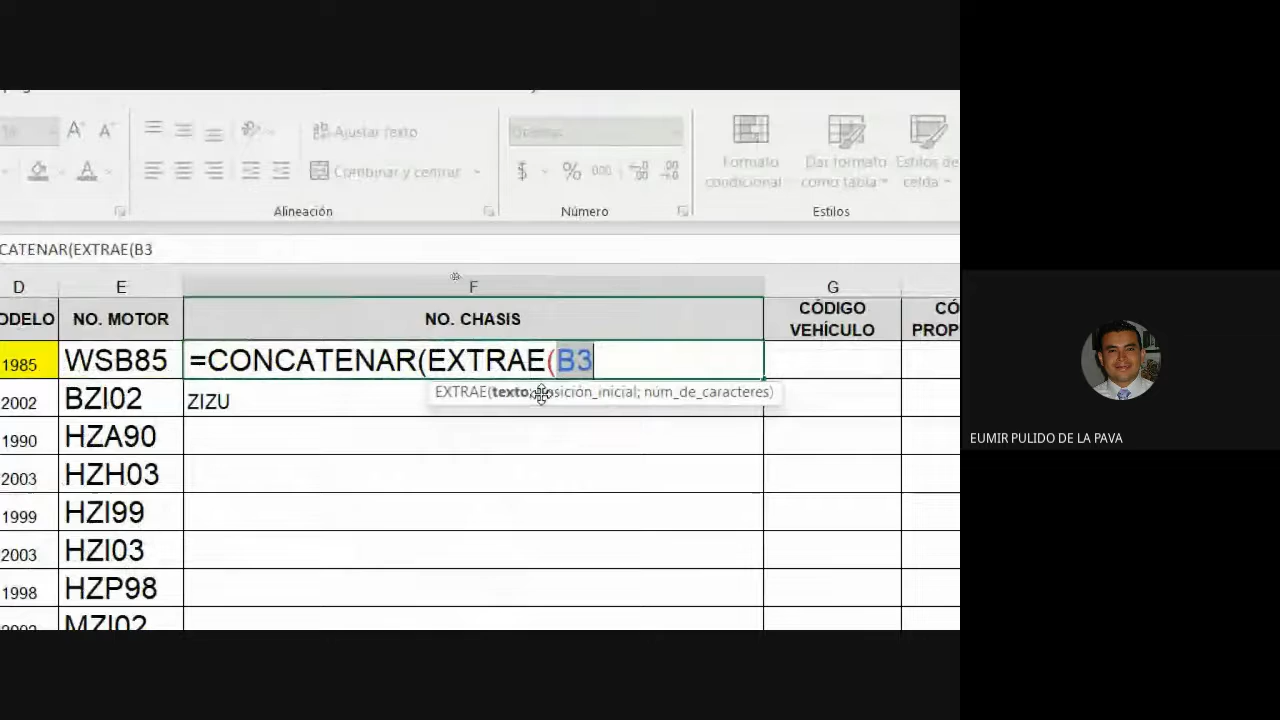 Ajustar texto
Combinar y centrar
$ % 000
Formato condicional
Dar formato como tabla
Estilos de celda
Alineación
Número
Estilos
CATENAR(EXTRAE(B3
D E F G
ODELO NO. MOTOR NO. CHASIS CÓDIGO VEHÍCULO CÓ PROP
1985 WSB85 =CONCATENAR(EXTRAE(B3
EXTRAE(texto; posición_inicial; núm_de_caracteres)
2002 BZI02 ZIZU
1990 HZA90
2003 HZH03
1999 HZI99
2003 HZI03
1998 HZP98
MZI02
EUMIR PULIDO DE LA PAVA